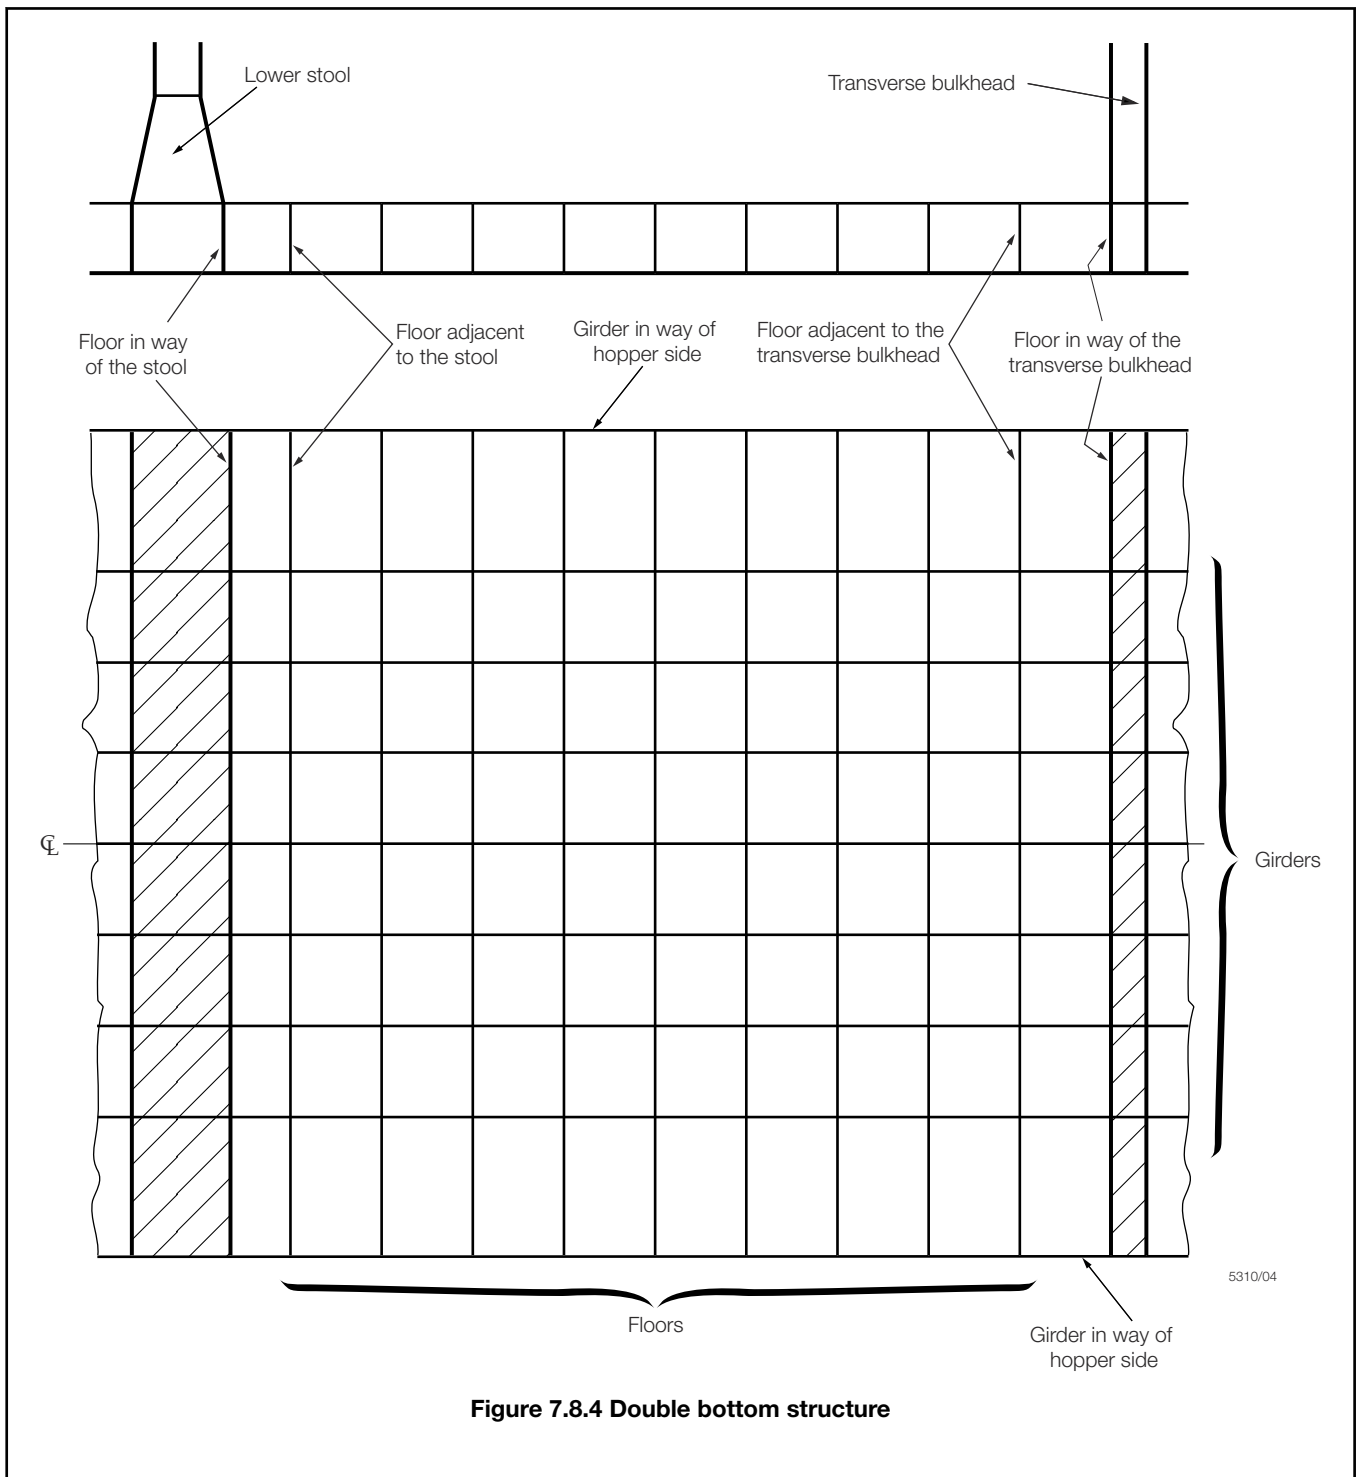 Lower stool
Transverse bulkhead
Floor in way
of the stool
Floor adjacent
to the stool
Girder in way of
hopper side
Floor adjacent to the
transverse bulkhead
Floor in way of the
transverse bulkhead
℄
Girders
5310/04
Floors
Girder in way of
hopper side
Figure 7.8.4 Double bottom structure